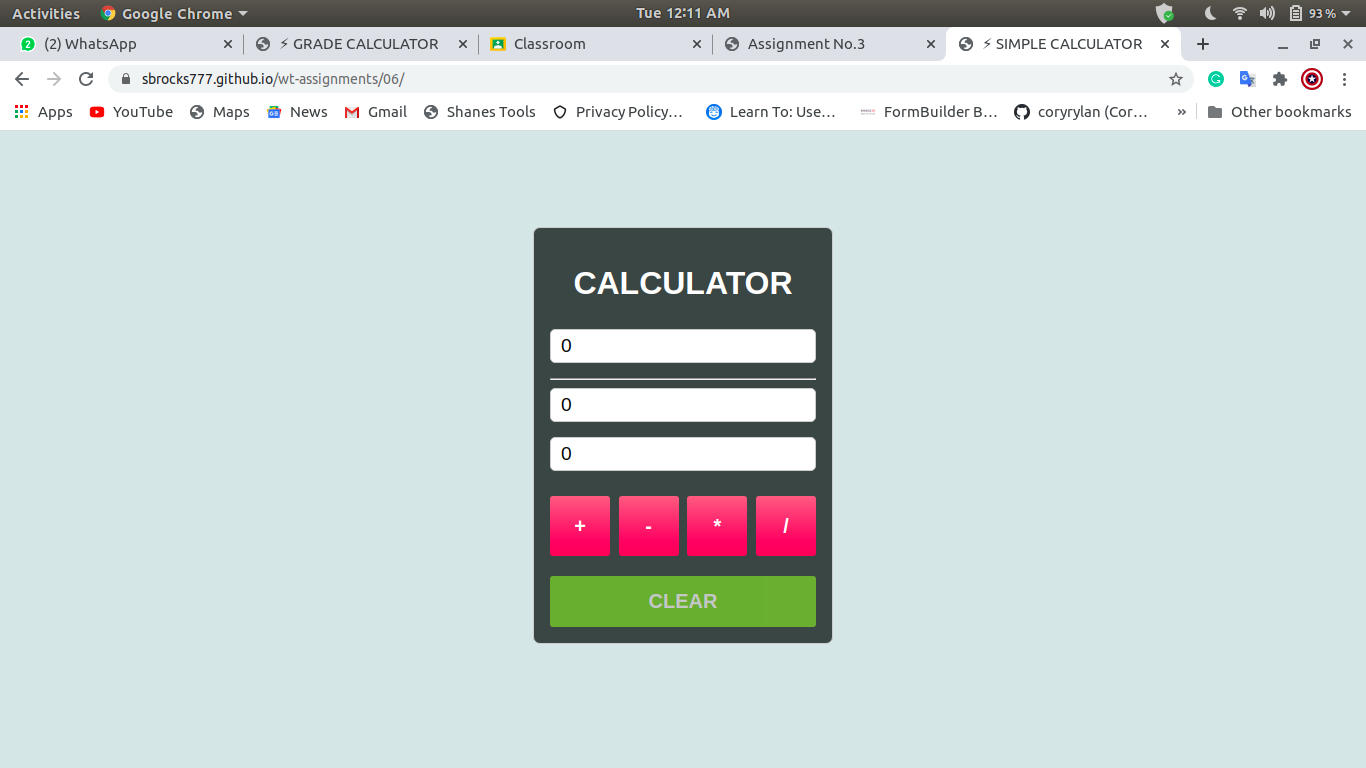 Activities Google Chrome Tue 12:11 AM 93 %
(2) WhatsApp ⚡ GRADE CALCULATOR Classroom Assignment No.3 ⚡ SIMPLE CALCULATOR
sbrocks777.github.io/wt-assignments/06/
Apps YouTube Maps News Gmail Shanes Tools Privacy Policy... Learn To: Use... FormBuilder B... coryrylan (Cor... » Other bookmarks
CALCULATOR
0
0
0
+ - * /
CLEAR